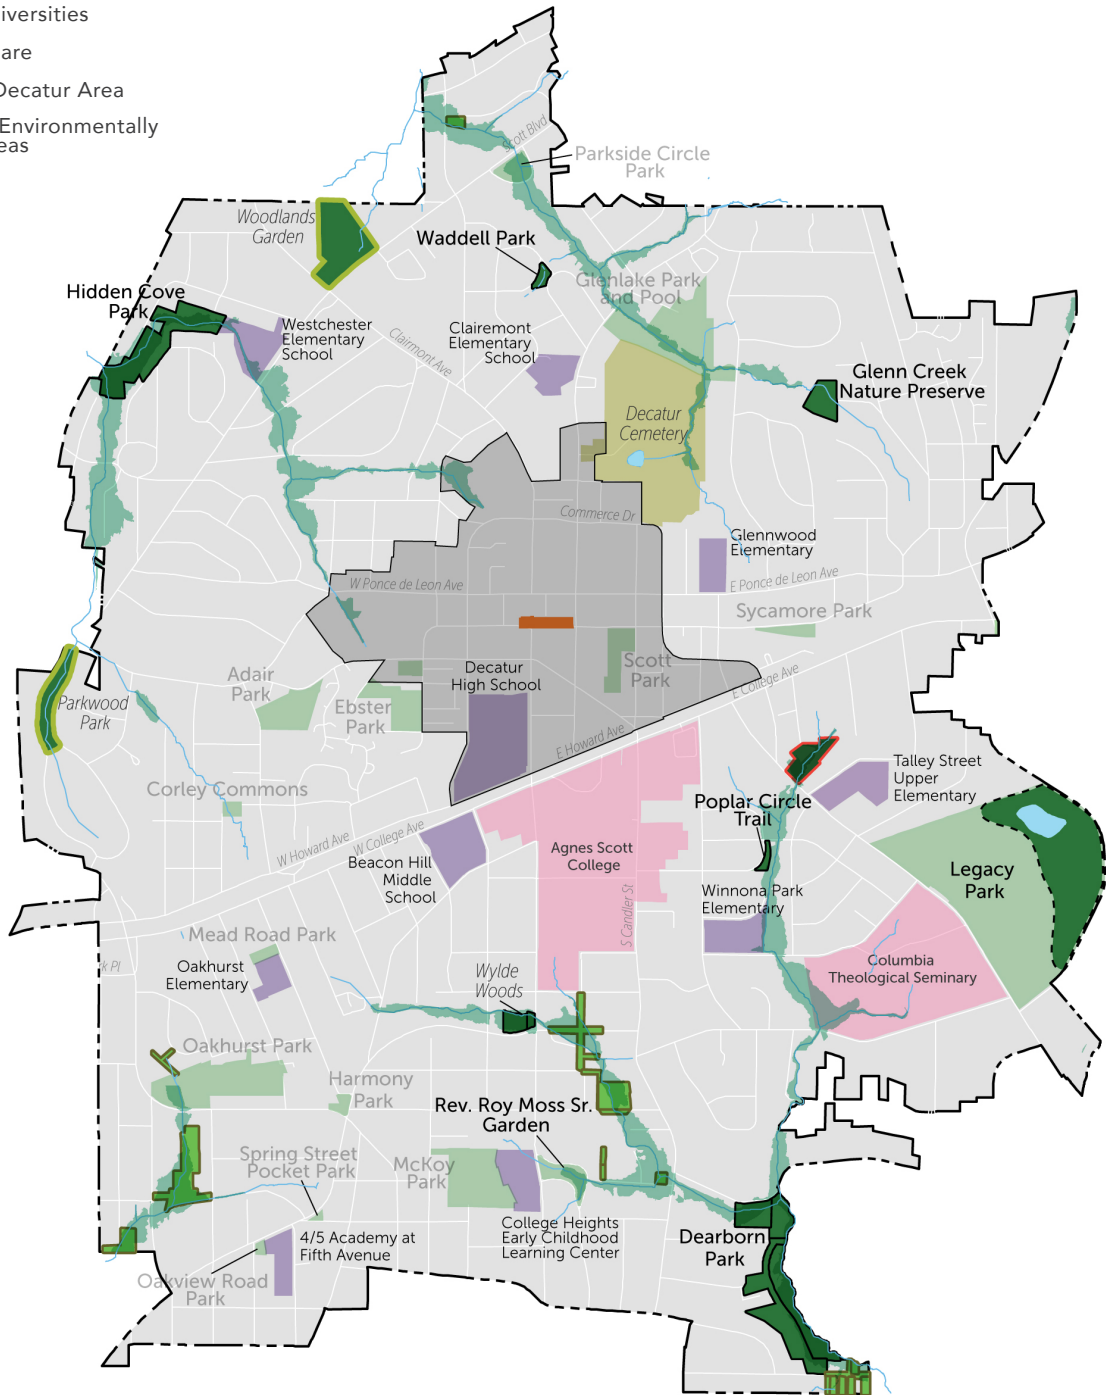 iversities
are
Decatur Area
Environmentally
eas
Scott Blvd
Parkside Circle
Park
Woodlands
Garden
Waddell Park
Glenlake Park
and Pool
Hidden Cove
Park
Westchester
Elementary
School
Clairmont Ave
Clairemont
Elementary
School
Glenn Creek
Nature Preserve
Decatur
Cemetery
Commerce Dr
Glennwood
Elementary
W Ponce de Leon Ave
E Ponce de Leon Ave
Sycamore Park
Adair
Park
Decatur
High School
Scott
Park
E College Ave
Parkwood
Park
Ebster
Park
E Howard Ave
Talley Street
Upper
Elementary
Corley Commons
Poplar Circle
Trail
W Howard Ave
W College Ave
Beacon Hill
Middle
School
Agnes Scott
College
Legacy
Park
Winnona Park
Elementary
S Candler St
Mead Road Park
k Pl
Oakhurst
Elementary
Wylde
Woods
Columbia
Theological Seminary
Oakhurst Park
Harmony
Park
Rev. Roy Moss Sr.
Garden
Spring Street
Pocket Park
McKoy
Park
College Heights
Early Childhood
Learning Center
4/5 Academy at
Fifth Avenue
Dearborn
Park
Oakview Road
Park